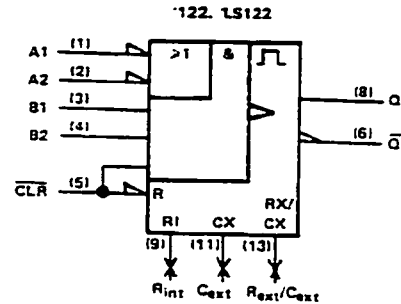 '122, 'LS122
A1 (1) ≥1 & 
A2 (2)
B1 (3) (8) Q
B2 (4) (6) Q̅
C̅L̅R̅ (5) R RX/
RI CX CX
(9) (11) (13)
Rint Cext Rext/Cext